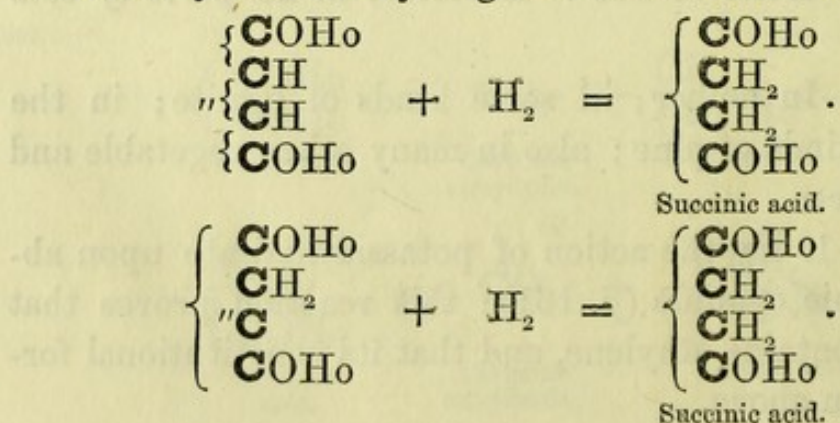 COHo COHo
CH CH₂
" + H₂ = .
CH CH₂
COHo COHo
Succinic acid.
COHo COHo
CH₂ CH₂
"C + H₂ = CH₂ .
COHo COHo
Succinic acid.